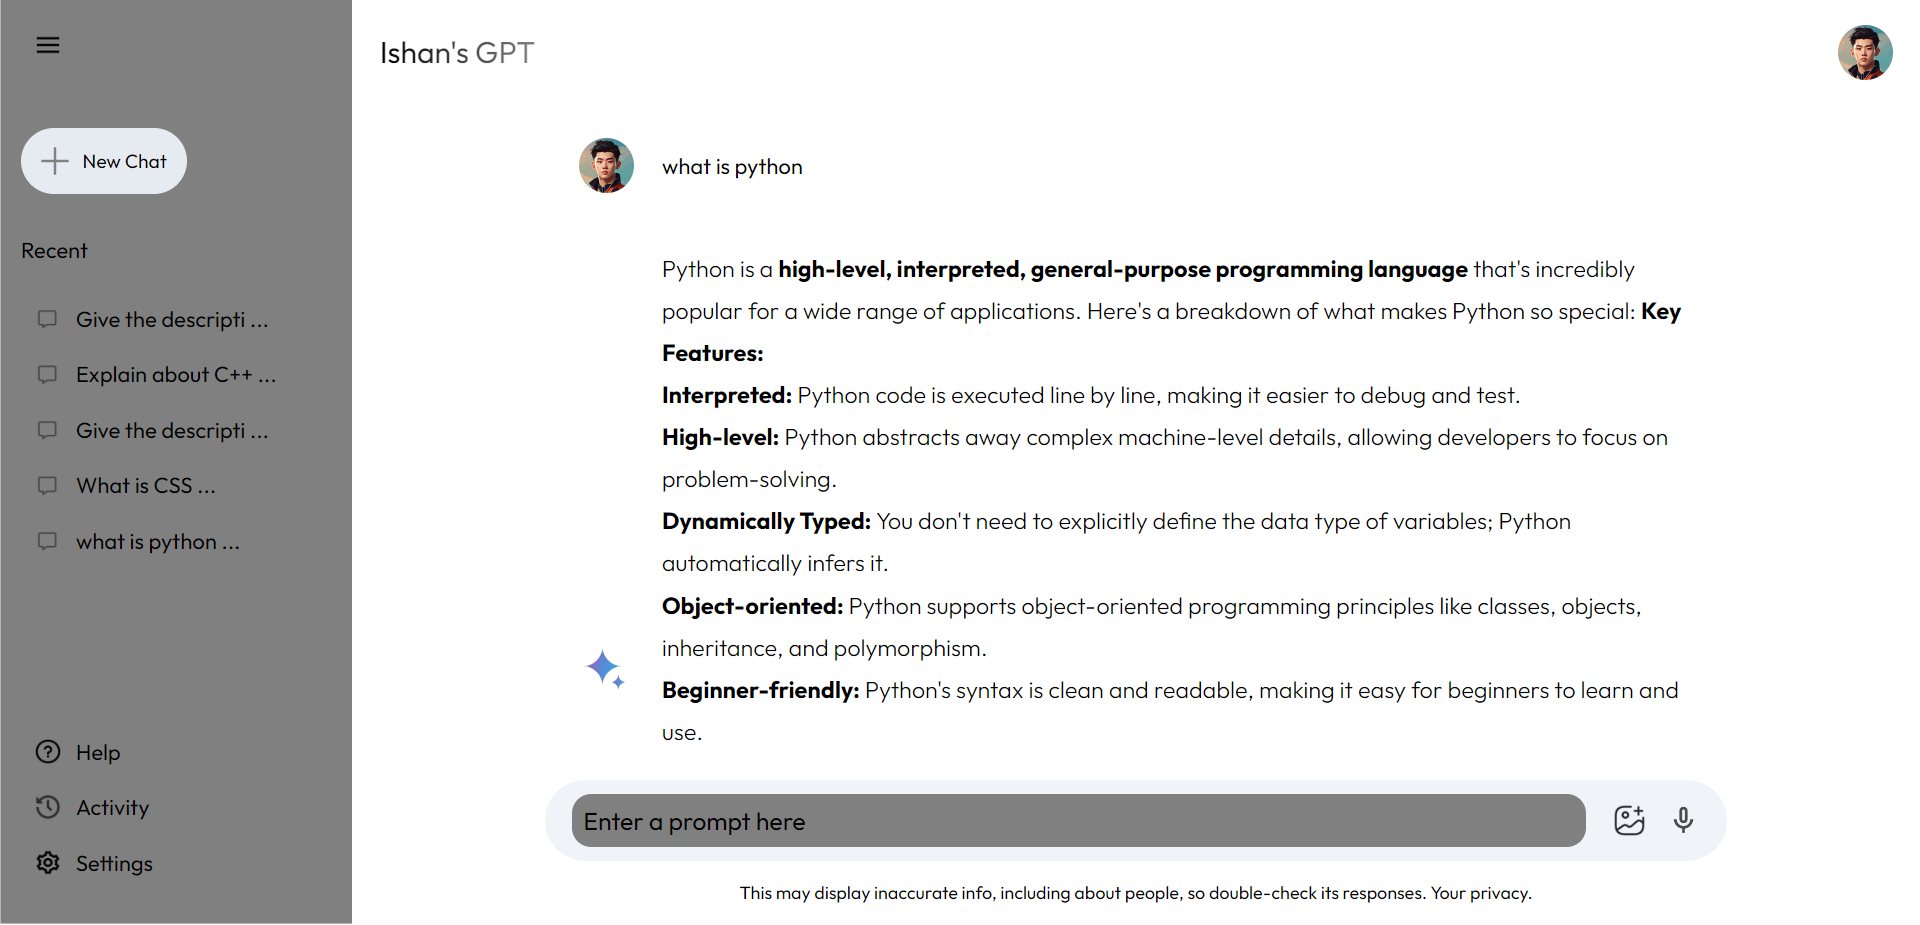 Ishan's GPT
New Chat
Recent
Give the descripti ...
Explain about C++ ...
Give the descripti ...
What is CSS ...
what is python ...
Help
Activity
Settings
what is python
Python is a high-level, interpreted, general-purpose programming language that's incredibly
popular for a wide range of applications. Here's a breakdown of what makes Python so special: Key
Features:
Interpreted: Python code is executed line by line, making it easier to debug and test.
High-level: Python abstracts away complex machine-level details, allowing developers to focus on
problem-solving.
Dynamically Typed: You don't need to explicitly define the data type of variables; Python
automatically infers it.
Object-oriented: Python supports object-oriented programming principles like classes, objects,
inheritance, and polymorphism.
Beginner-friendly: Python's syntax is clean and readable, making it easy for beginners to learn and
use.
Enter a prompt here
This may display inaccurate info, including about people, so double-check its responses. Your privacy.